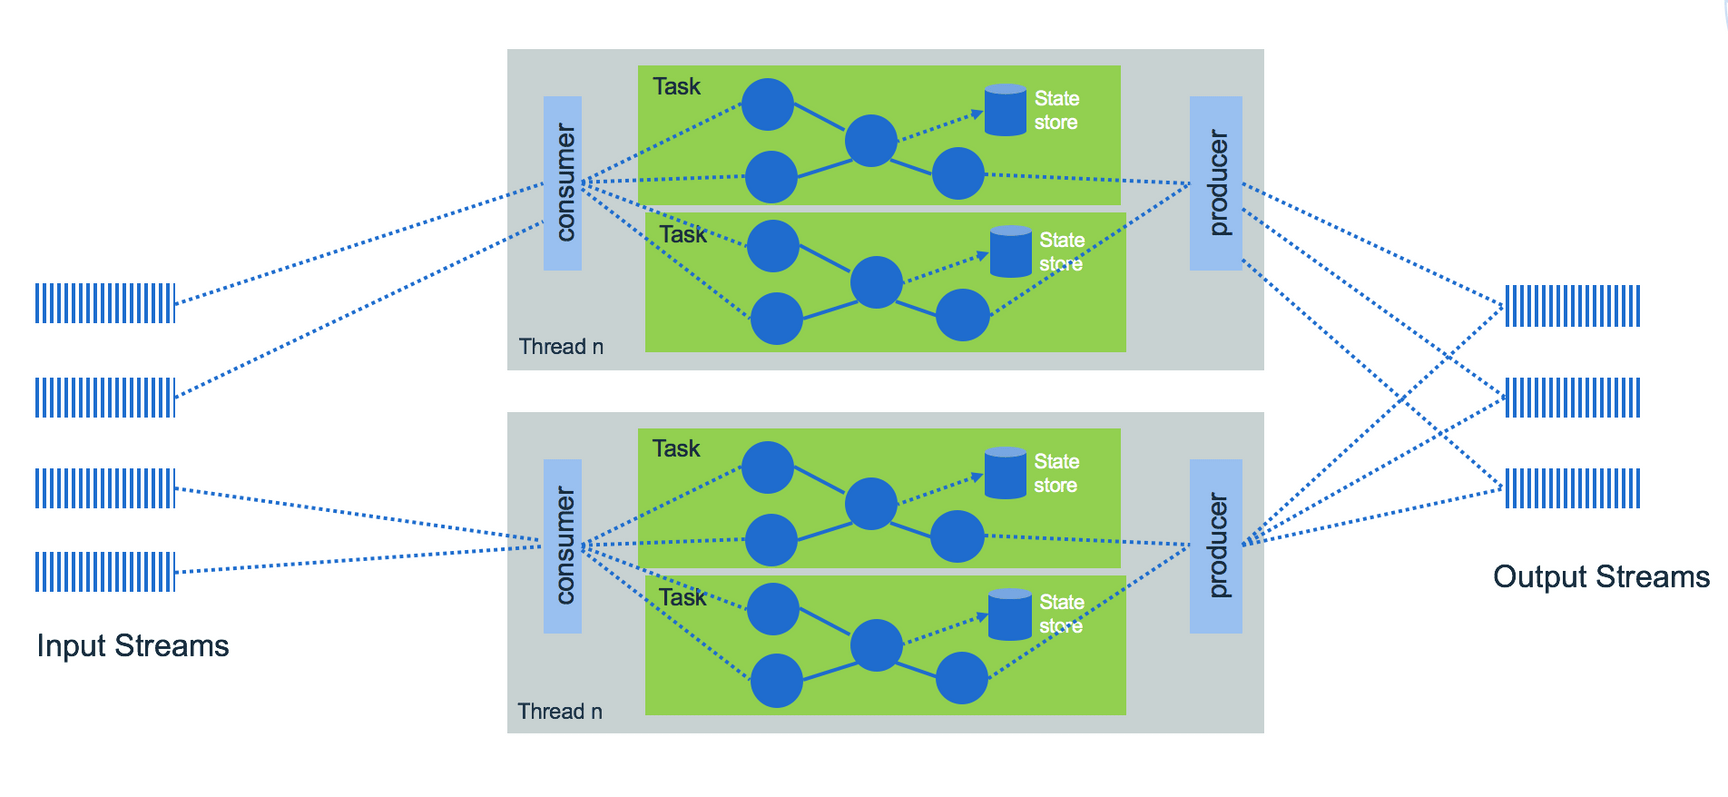 Task
State
store
consumer
producer
Task
State
store
Thread n
Task
State
store
consumer
producer
Task
State
store
Thread n
Input Streams
Output Streams